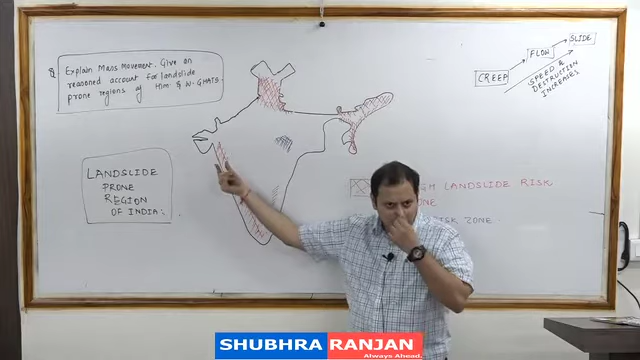 Q Explain Mass Movement. Give an
reasoned account for landslide
prone regions of Him & W-GHATS.
LANDSLIDE
PRONE
REGION
OF INDIA:
CREEP
FLOW
SLIDE
SPEED &
DESTRUCTION
INCREASES
LANDSLIDE RISK
ZONE
SHUBHRA RANJAN
Always Ahead.